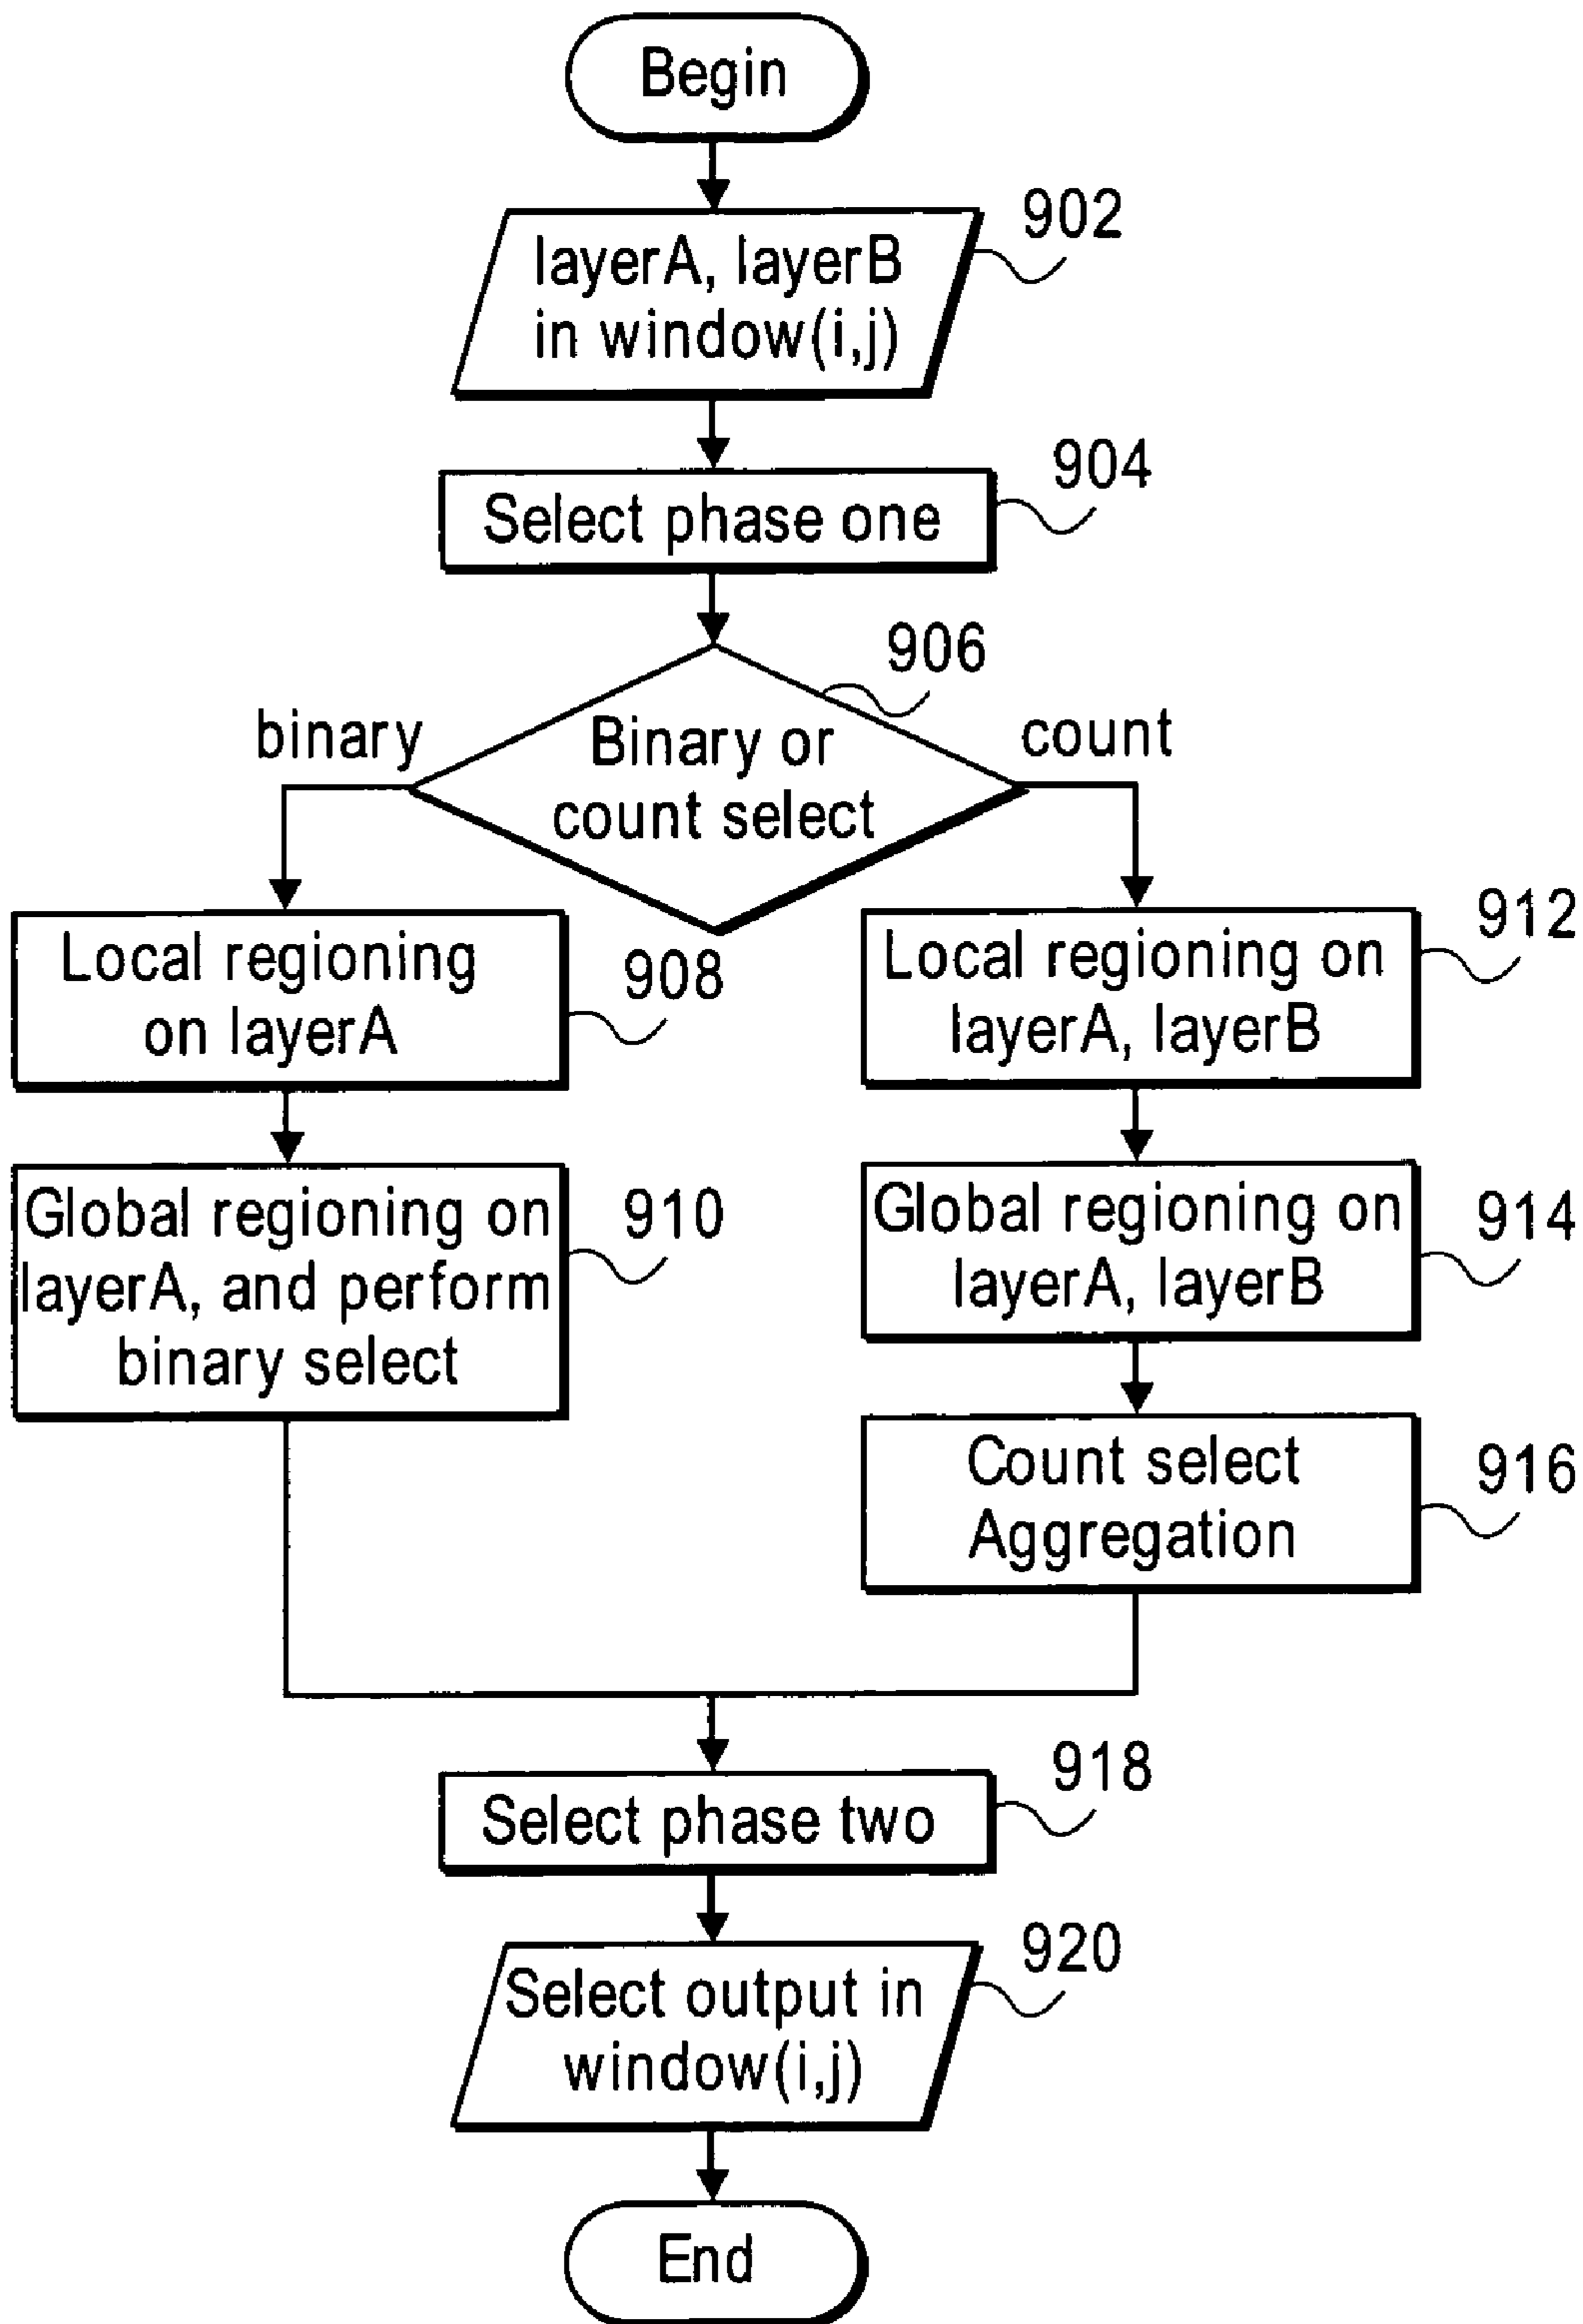 Begin
902
layerA, layerB
in window(i,j)
904
Select phase one
906
binary
Binary or
count select
count
Local regioning
on layerA
908
Local regioning on
layerA, layerB
912
Global regioning on
layerA, and perform
binary select
910
Global regioning on
layerA, layerB
914
Count select
Aggregation
916
918
Select phase two
920
Select output in
window(i,j)
End